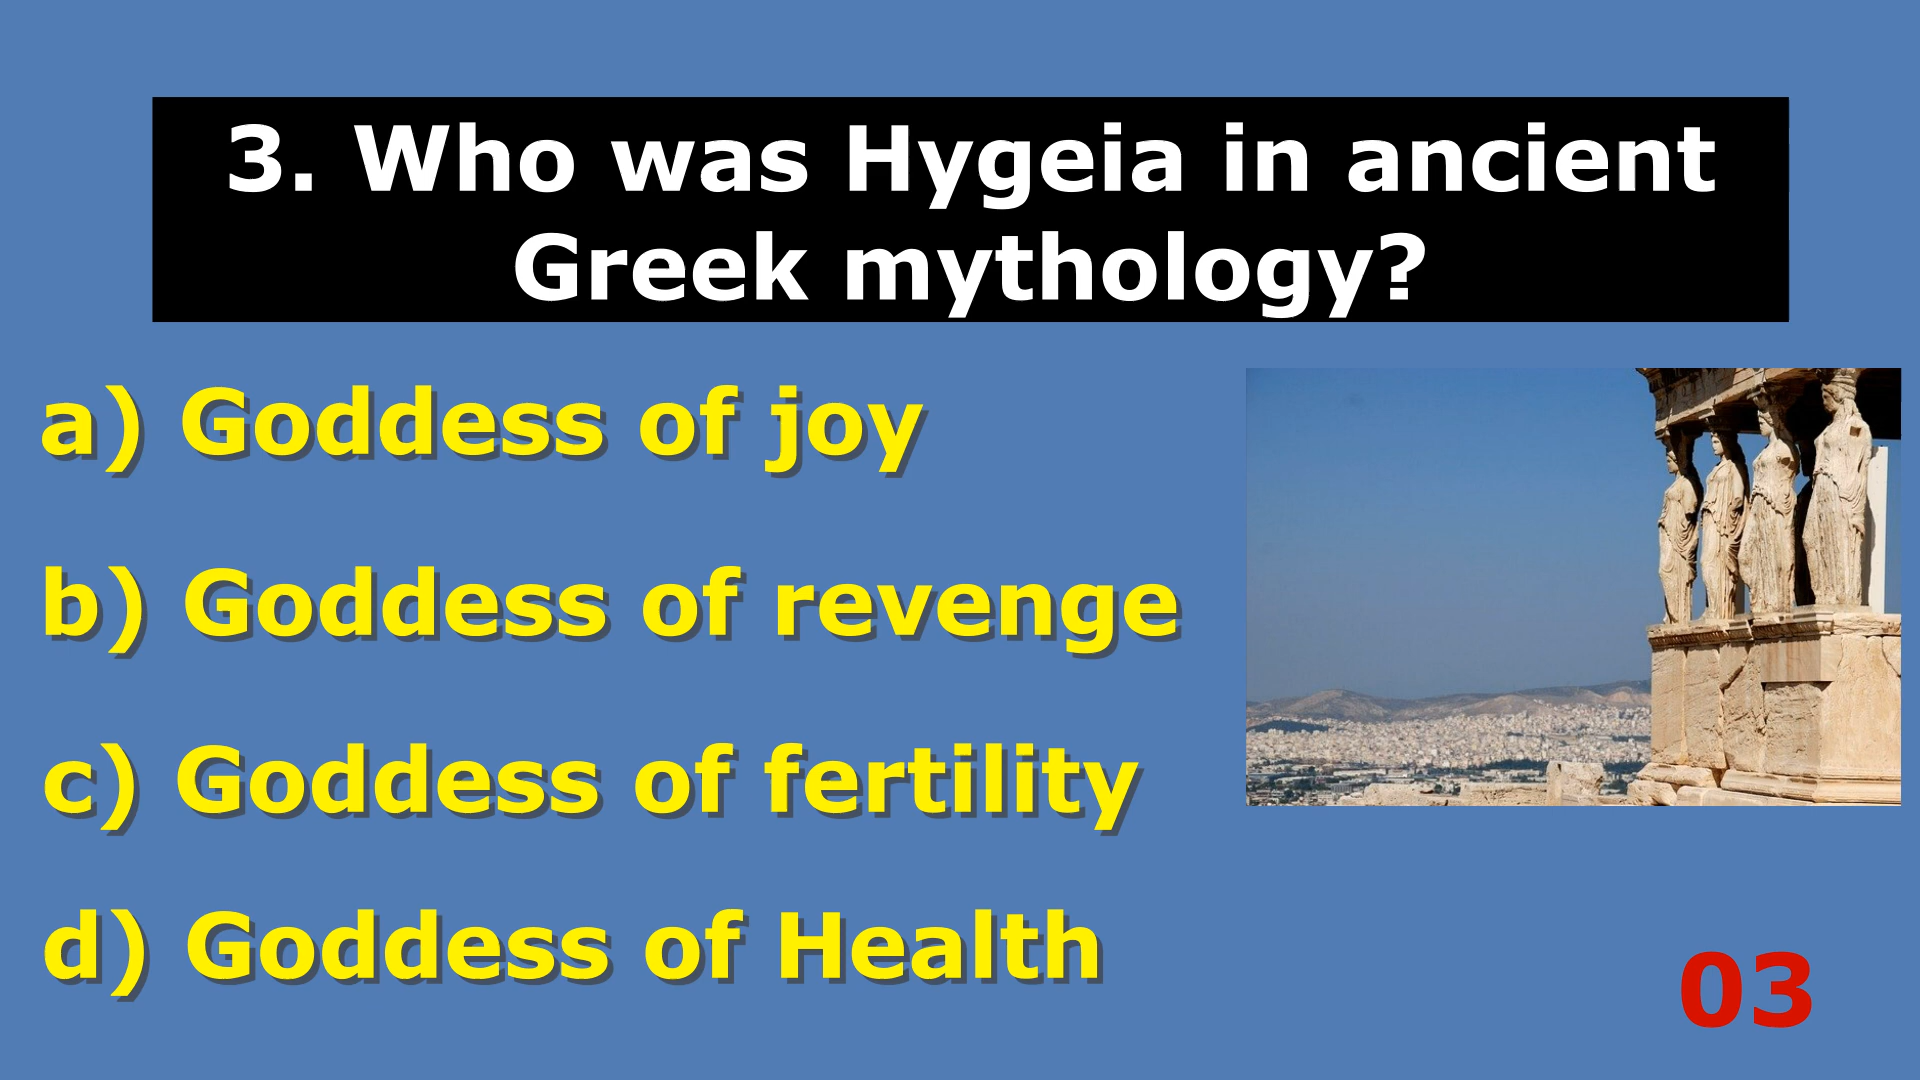 3. Who was Hygeia in ancient
Greek mythology?
a) Goddess of joy
b) Goddess of revenge
c) Goddess of fertility
d) Goddess of Health
03